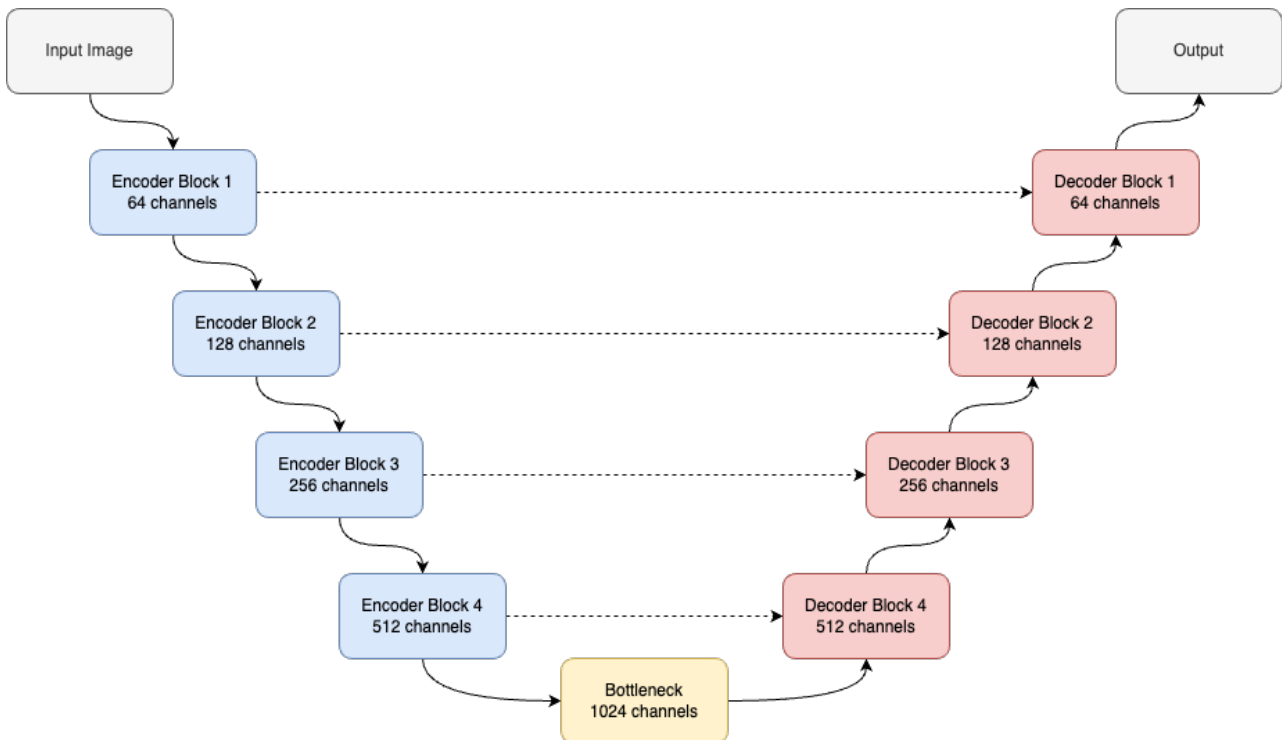 Input Image
Output
Encoder Block 1
64 channels
Decoder Block 1
64 channels
Encoder Block 2
128 channels
Decoder Block 2
128 channels
Encoder Block 3
256 channels
Decoder Block 3
256 channels
Encoder Block 4
512 channels
Decoder Block 4
512 channels
Bottleneck
1024 channels